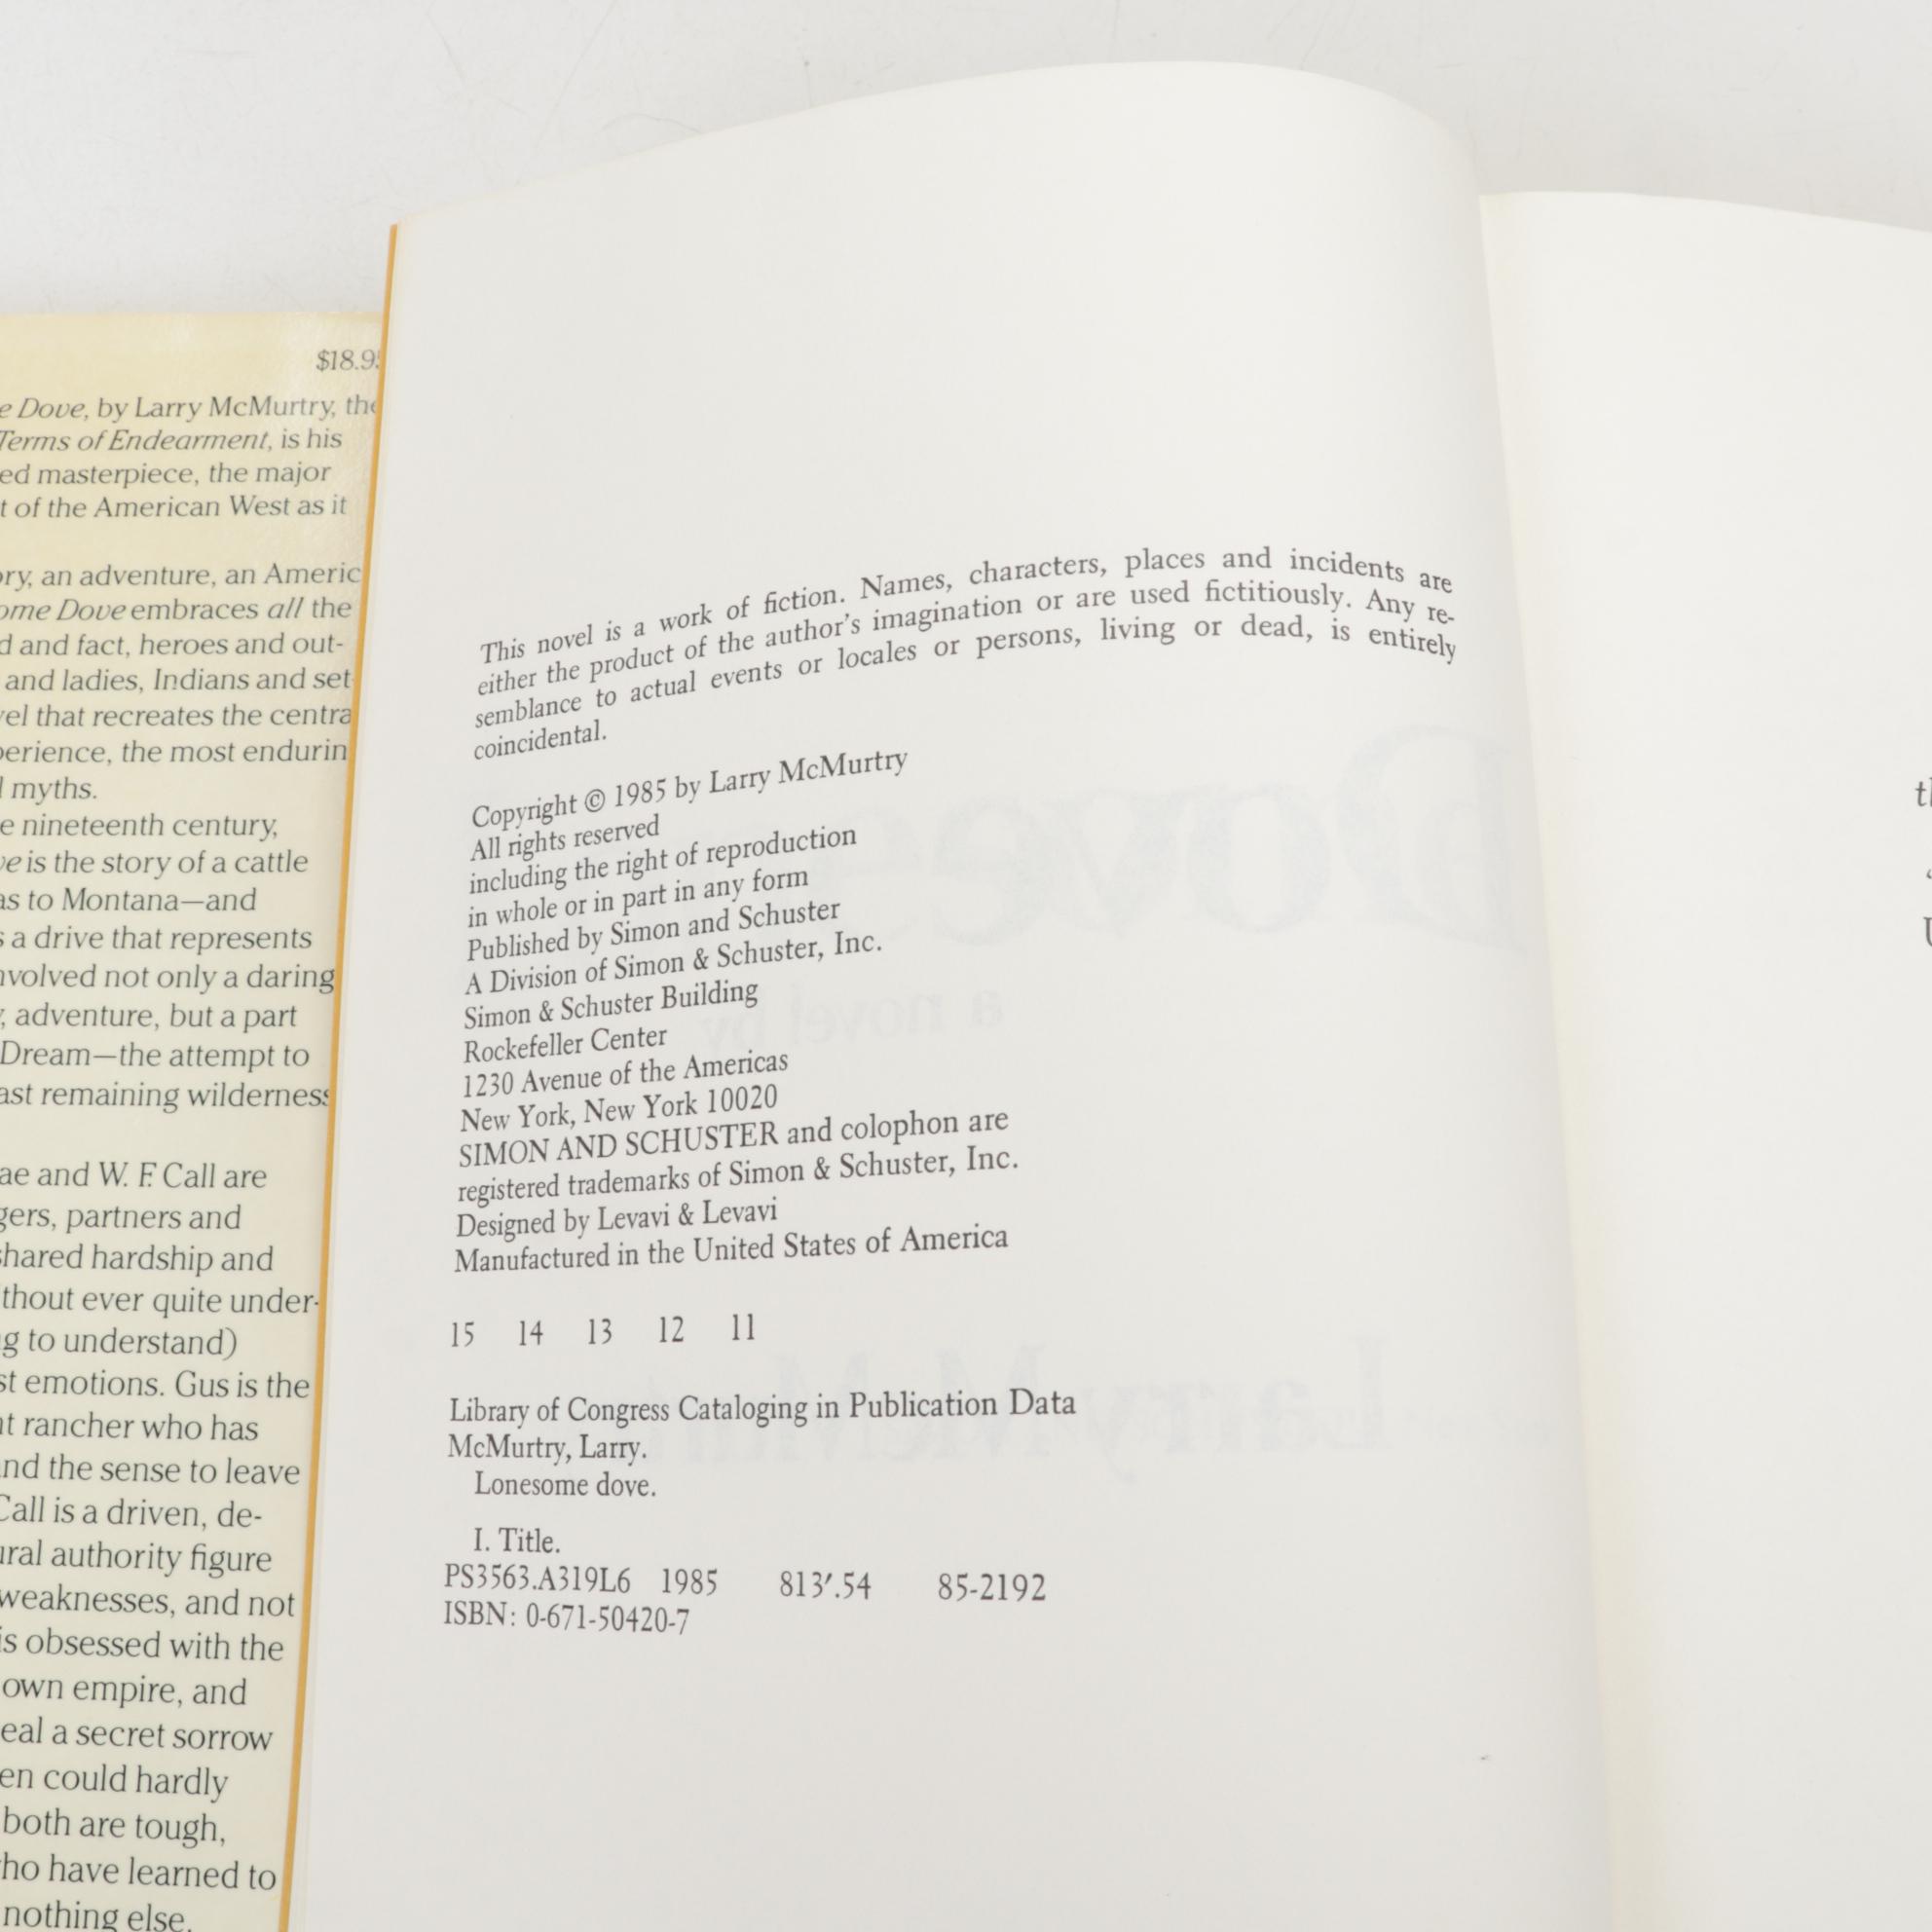 $18.95
e Dove, by Larry McMurtry, the
Terms of Endearment, is his
ed masterpiece, the major
t of the American West as it
ry, an adventure, an Americ
ome Dove embraces all the
d and fact, heroes and out-
and ladies, Indians and set-
vel that recreates the centra
perience, the most endurin
l myths.
e nineteenth century,
ve is the story of a cattle
as to Montana—and
s a drive that represents
nvolved not only a daring
, adventure, but a part
Dream—the attempt to
ast remaining wilderness
ae and W. F. Call are
gers, partners and
shared hardship and
thout ever quite under-
g to understand)
st emotions. Gus is the
nt rancher who has
nd the sense to leave
Call is a driven, de-
ural authority figure
weaknesses, and not
is obsessed with the
own empire, and
eal a secret sorrow
en could hardly
both are tough,
ho have learned to
nothing else.
This novel is a work of fiction. Names, characters, places and incidents are
either the product of the author's imagination or are used fictitiously. Any re-
semblance to actual events or locales or persons, living or dead, is entirely
coincidental.
Copyright © 1985 by Larry McMurtry
All rights reserved
including the right of reproduction
in whole or in part in any form
Published by Simon and Schuster
A Division of Simon & Schuster, Inc.
Simon & Schuster Building
Rockefeller Center
1230 Avenue of the Americas
New York, New York 10020
SIMON AND SCHUSTER and colophon are
registered trademarks of Simon & Schuster, Inc.
Designed by Levavi & Levavi
Manufactured in the United States of America
15 14 13 12 11
Library of Congress Cataloging in Publication Data
McMurtry, Larry.
Lonesome dove.
I. Title.
PS3563.A319L6 1985 813'.54 85-2192
ISBN: 0-671-50420-7